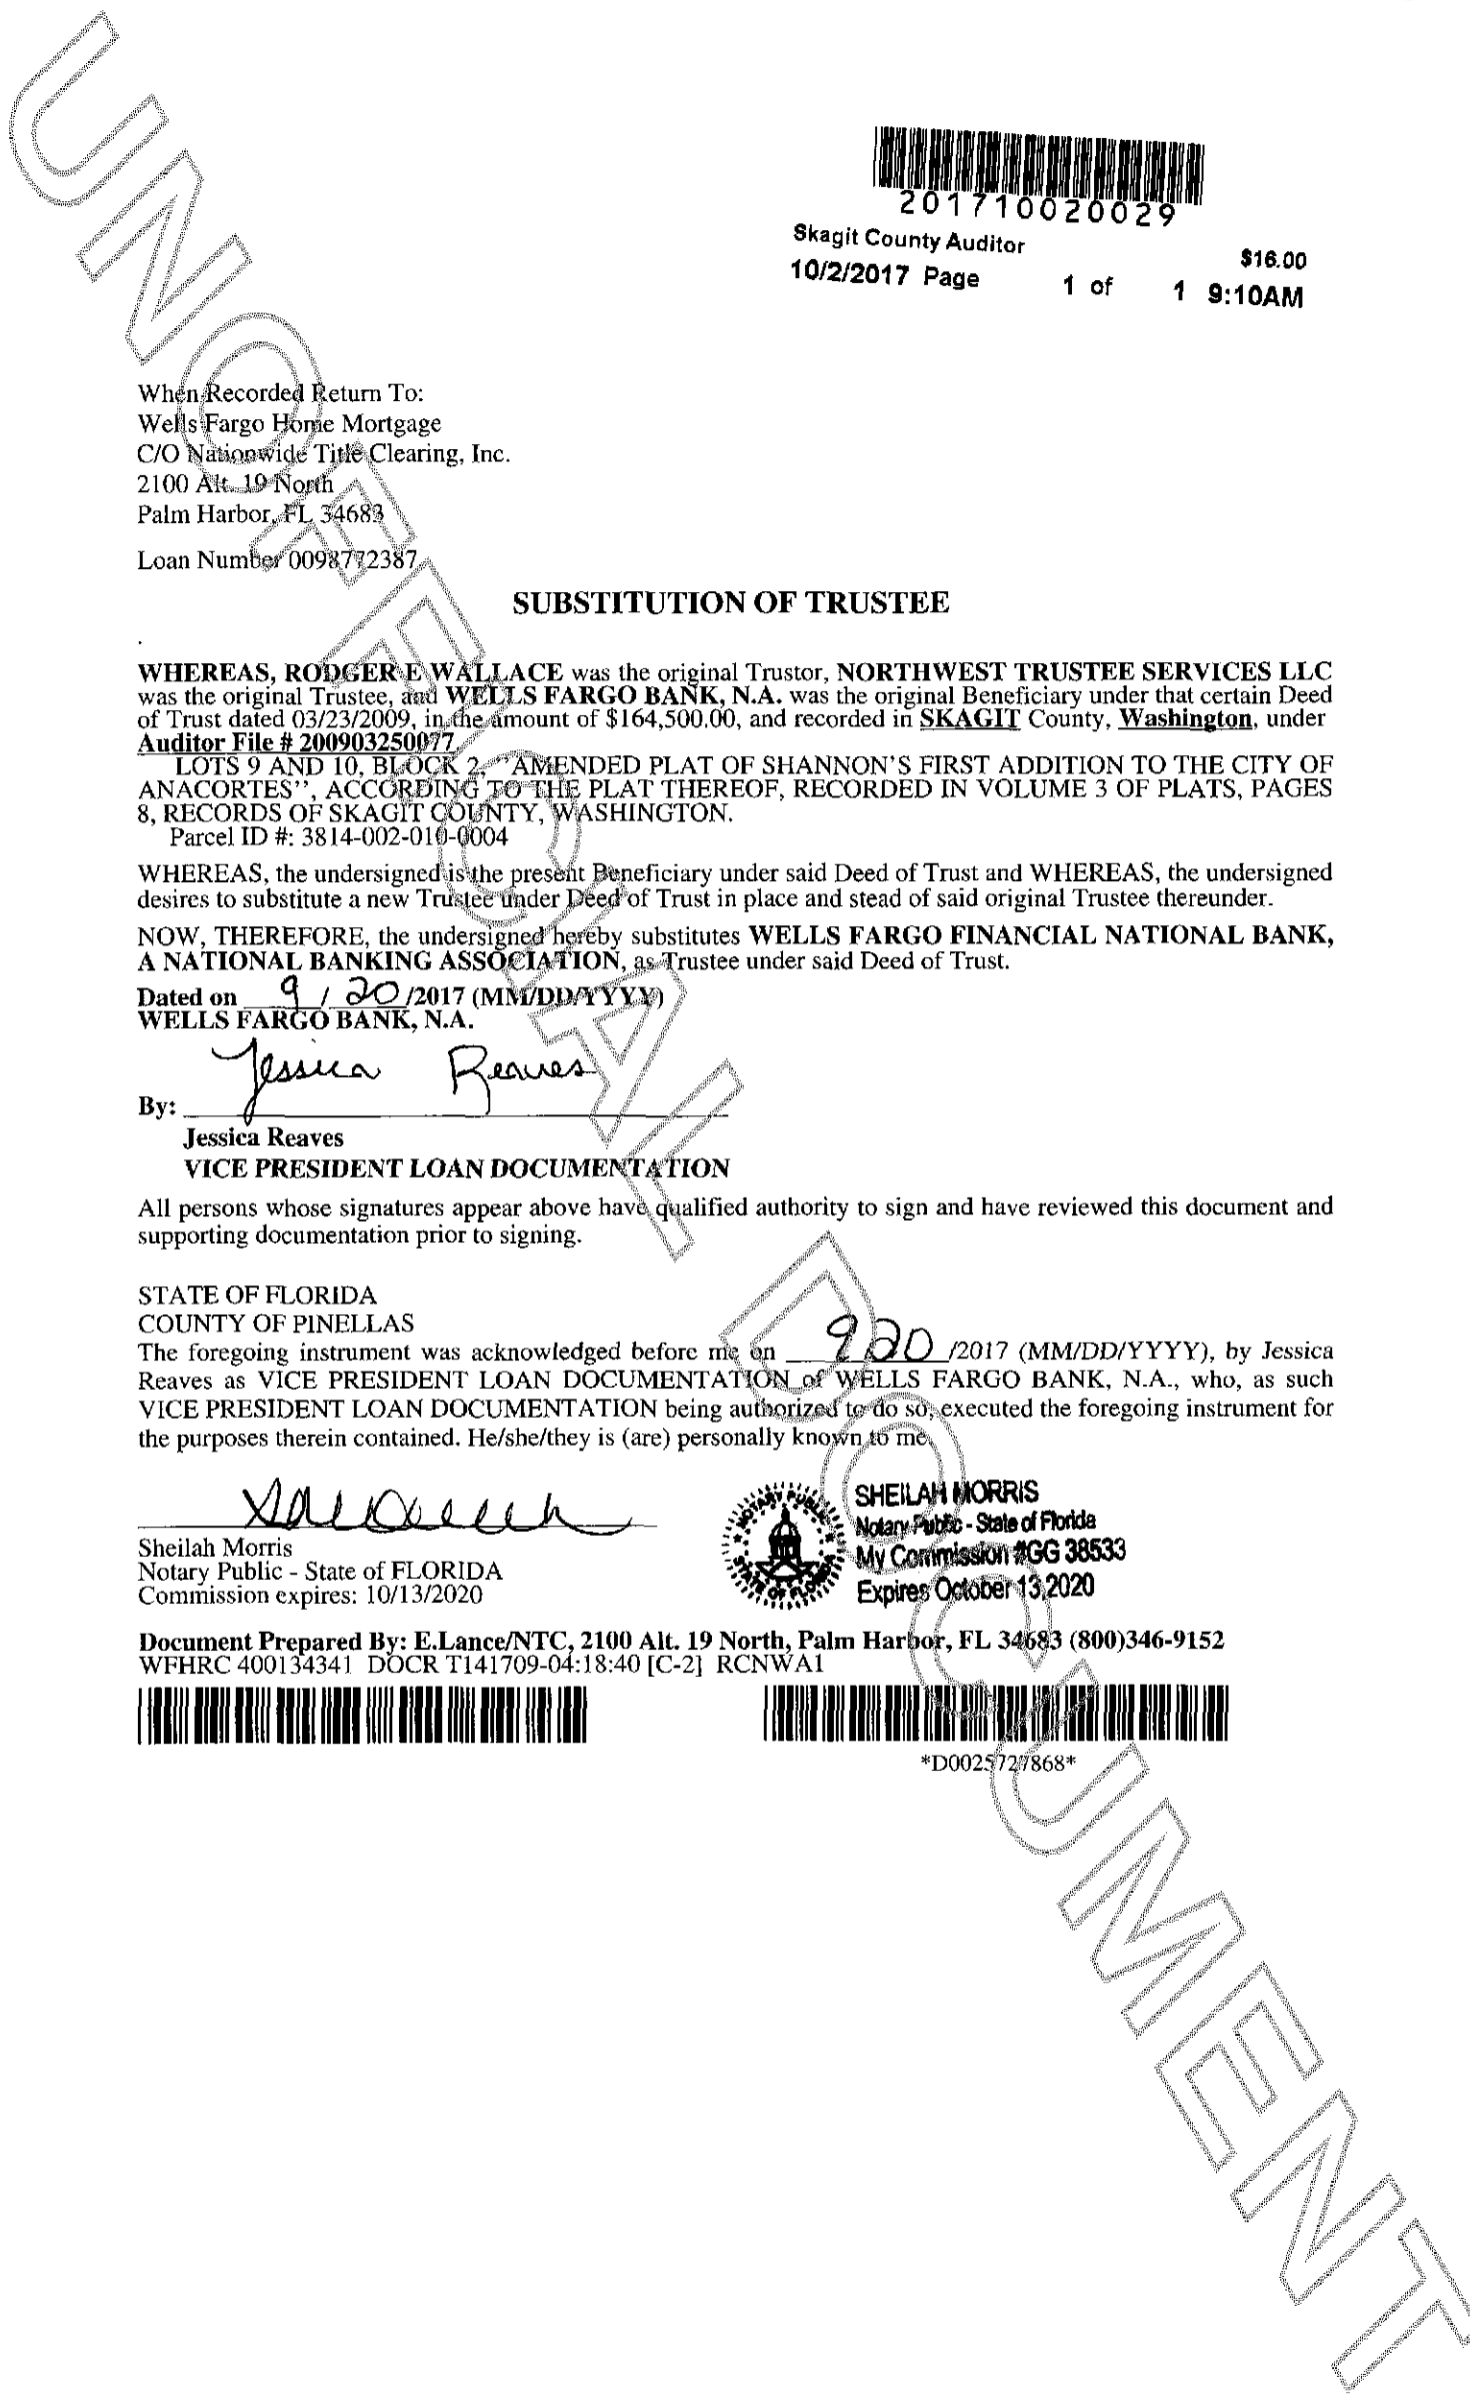 201710020029
Skagit County Auditor $16.00
10/2/2017 Page 1 of 1 9:10AM
When Recorded Return To:
Wells Fargo Home Mortgage
C/O Nationwide Title Clearing, Inc.
2100 Alt. 19 North
Palm Harbor, FL 34683
Loan Number 0098772387
SUBSTITUTION OF TRUSTEE
WHEREAS, RODGER E WALLACE was the original Trustor, NORTHWEST TRUSTEE SERVICES LLC
was the original Trustee, and WELLS FARGO BANK, N.A. was the original Beneficiary under that certain Deed
of Trust dated 03/23/2009, in the amount of $164,500.00, and recorded in SKAGIT County, Washington, under
Auditor File # 200903250077
LOTS 9 AND 10, BLOCK 2, ''AMENDED PLAT OF SHANNON'S FIRST ADDITION TO THE CITY OF
ANACORTES'', ACCORDING TO THE PLAT THEREOF, RECORDED IN VOLUME 3 OF PLATS, PAGES
8, RECORDS OF SKAGIT COUNTY, WASHINGTON.
Parcel ID #: 3814-002-010-0004
WHEREAS, the undersigned is the present Beneficiary under said Deed of Trust and WHEREAS, the undersigned
desires to substitute a new Trustee under Deed of Trust in place and stead of said original Trustee thereunder.
NOW, THEREFORE, the undersigned hereby substitutes WELLS FARGO FINANCIAL NATIONAL BANK,
A NATIONAL BANKING ASSOCIATION, as Trustee under said Deed of Trust.
Dated on 9 / 20 /2017 (MM/DD/YYYY)
WELLS FARGO BANK, N.A.
Jessica Reaves
By:
Jessica Reaves
VICE PRESIDENT LOAN DOCUMENTATION
All persons whose signatures appear above have qualified authority to sign and have reviewed this document and
supporting documentation prior to signing.
STATE OF FLORIDA
COUNTY OF PINELLAS
The foregoing instrument was acknowledged before me on 9 / 20 /2017 (MM/DD/YYYY), by Jessica
Reaves as VICE PRESIDENT LOAN DOCUMENTATION of WELLS FARGO BANK, N.A., who, as such
VICE PRESIDENT LOAN DOCUMENTATION being authorized to do so, executed the foregoing instrument for
the purposes therein contained. He/she/they is (are) personally known to me.
Sheilah Morris
Notary Public - State of FLORIDA
Commission expires: 10/13/2020
NOTARY PUBLIC
STATE OF FLORIDA
SHEILAH MORRIS
Notary Public - State of Florida
My Commission #GG 38533
Expires October 13, 2020
Document Prepared By: E.Lance/NTC, 2100 Alt. 19 North, Palm Harbor, FL 34683 (800)346-9152
WFHRC 400134341 DOCR T141709-04:18:40 [C-2] RCNWA1
*D0025727868*
UNOFFICIAL DOCUMENT